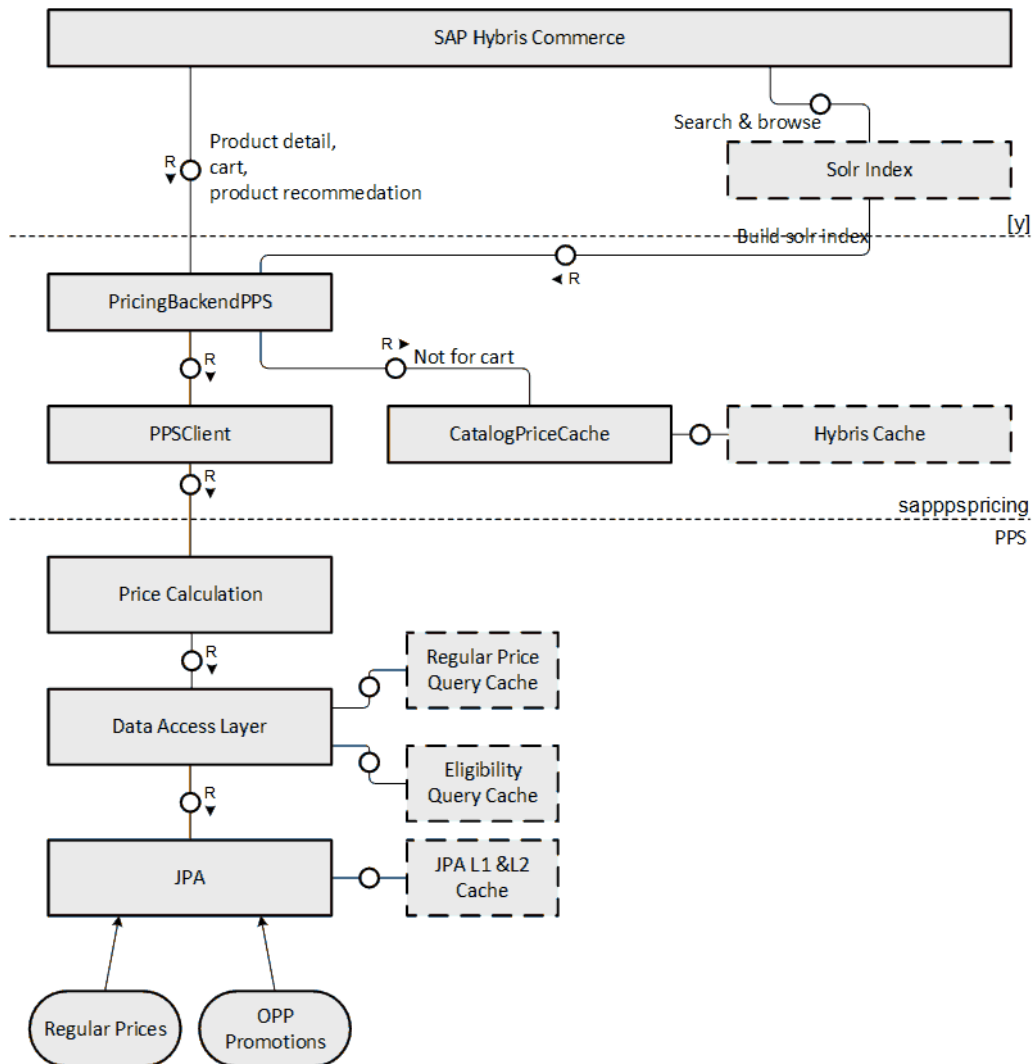 SAP Hybris Commerce
Product detail,
cart,
product recommedation
R
Search & browse
Solr Index
[y]
Build solr index
R
PricingBackendPPS
R
R
Not for cart
PPSClient
CatalogPriceCache
Hybris Cache
R
sapppspricing
PPS
Price Calculation
R
Regular Price
Query Cache
Data Access Layer
Eligibility
Query Cache
R
JPA
JPA L1 &L2
Cache
Regular Prices
OPP
Promotions